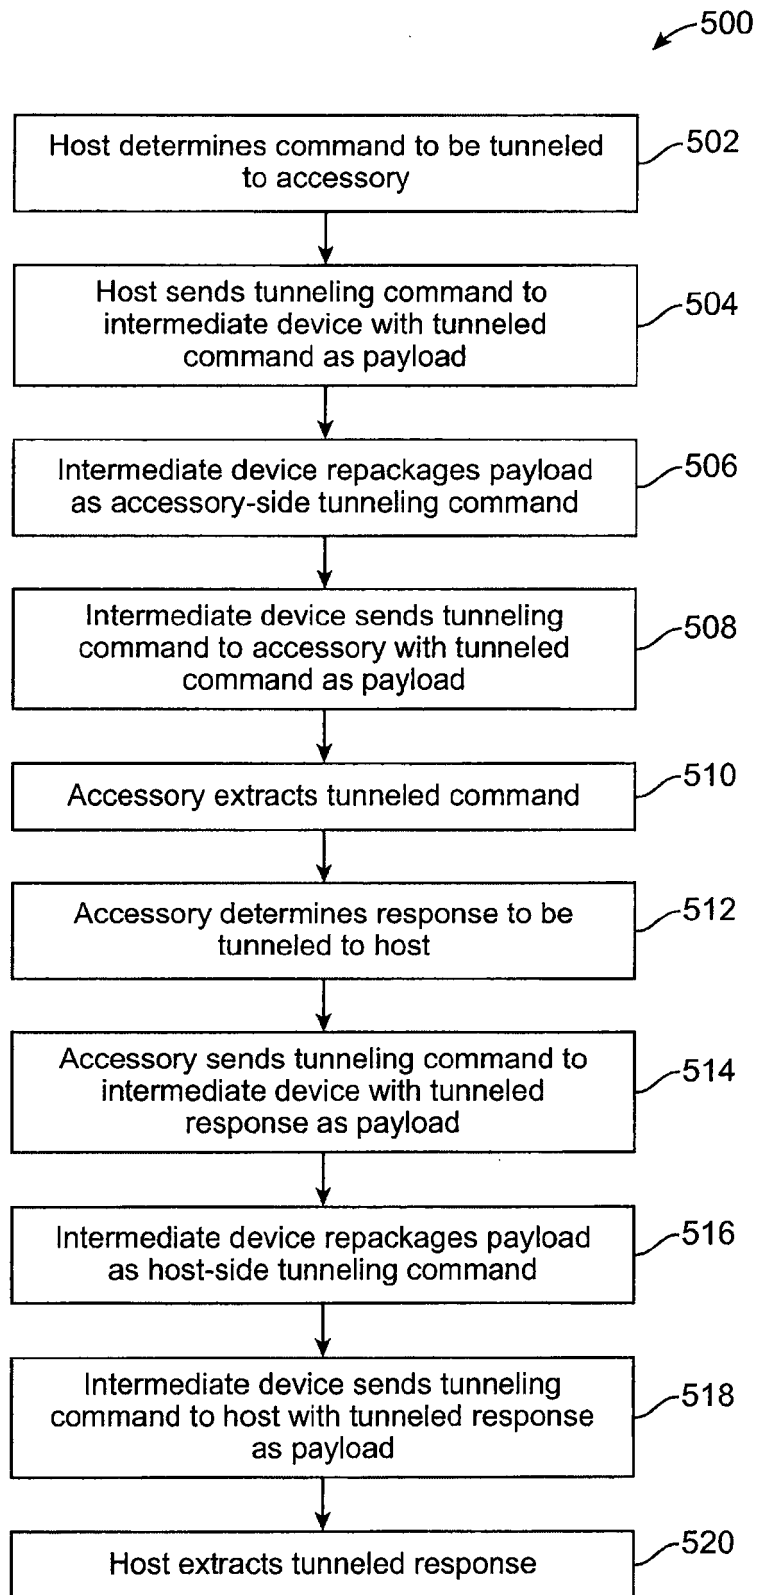 500
Host determines command to be tunneled
to accessory
502
Host sends tunneling command to
intermediate device with tunneled
command as payload
504
Intermediate device repackages payload
as accessory-side tunneling command
506
Intermediate device sends tunneling
command to accessory with tunneled
command as payload
508
Accessory extracts tunneled command
510
Accessory determines response to be
tunneled to host
512
Accessory sends tunneling command to
intermediate device with tunneled
response as payload
514
Intermediate device repackages payload
as host-side tunneling command
516
Intermediate device sends tunneling
command to host with tunneled response
as payload
518
Host extracts tunneled response
520